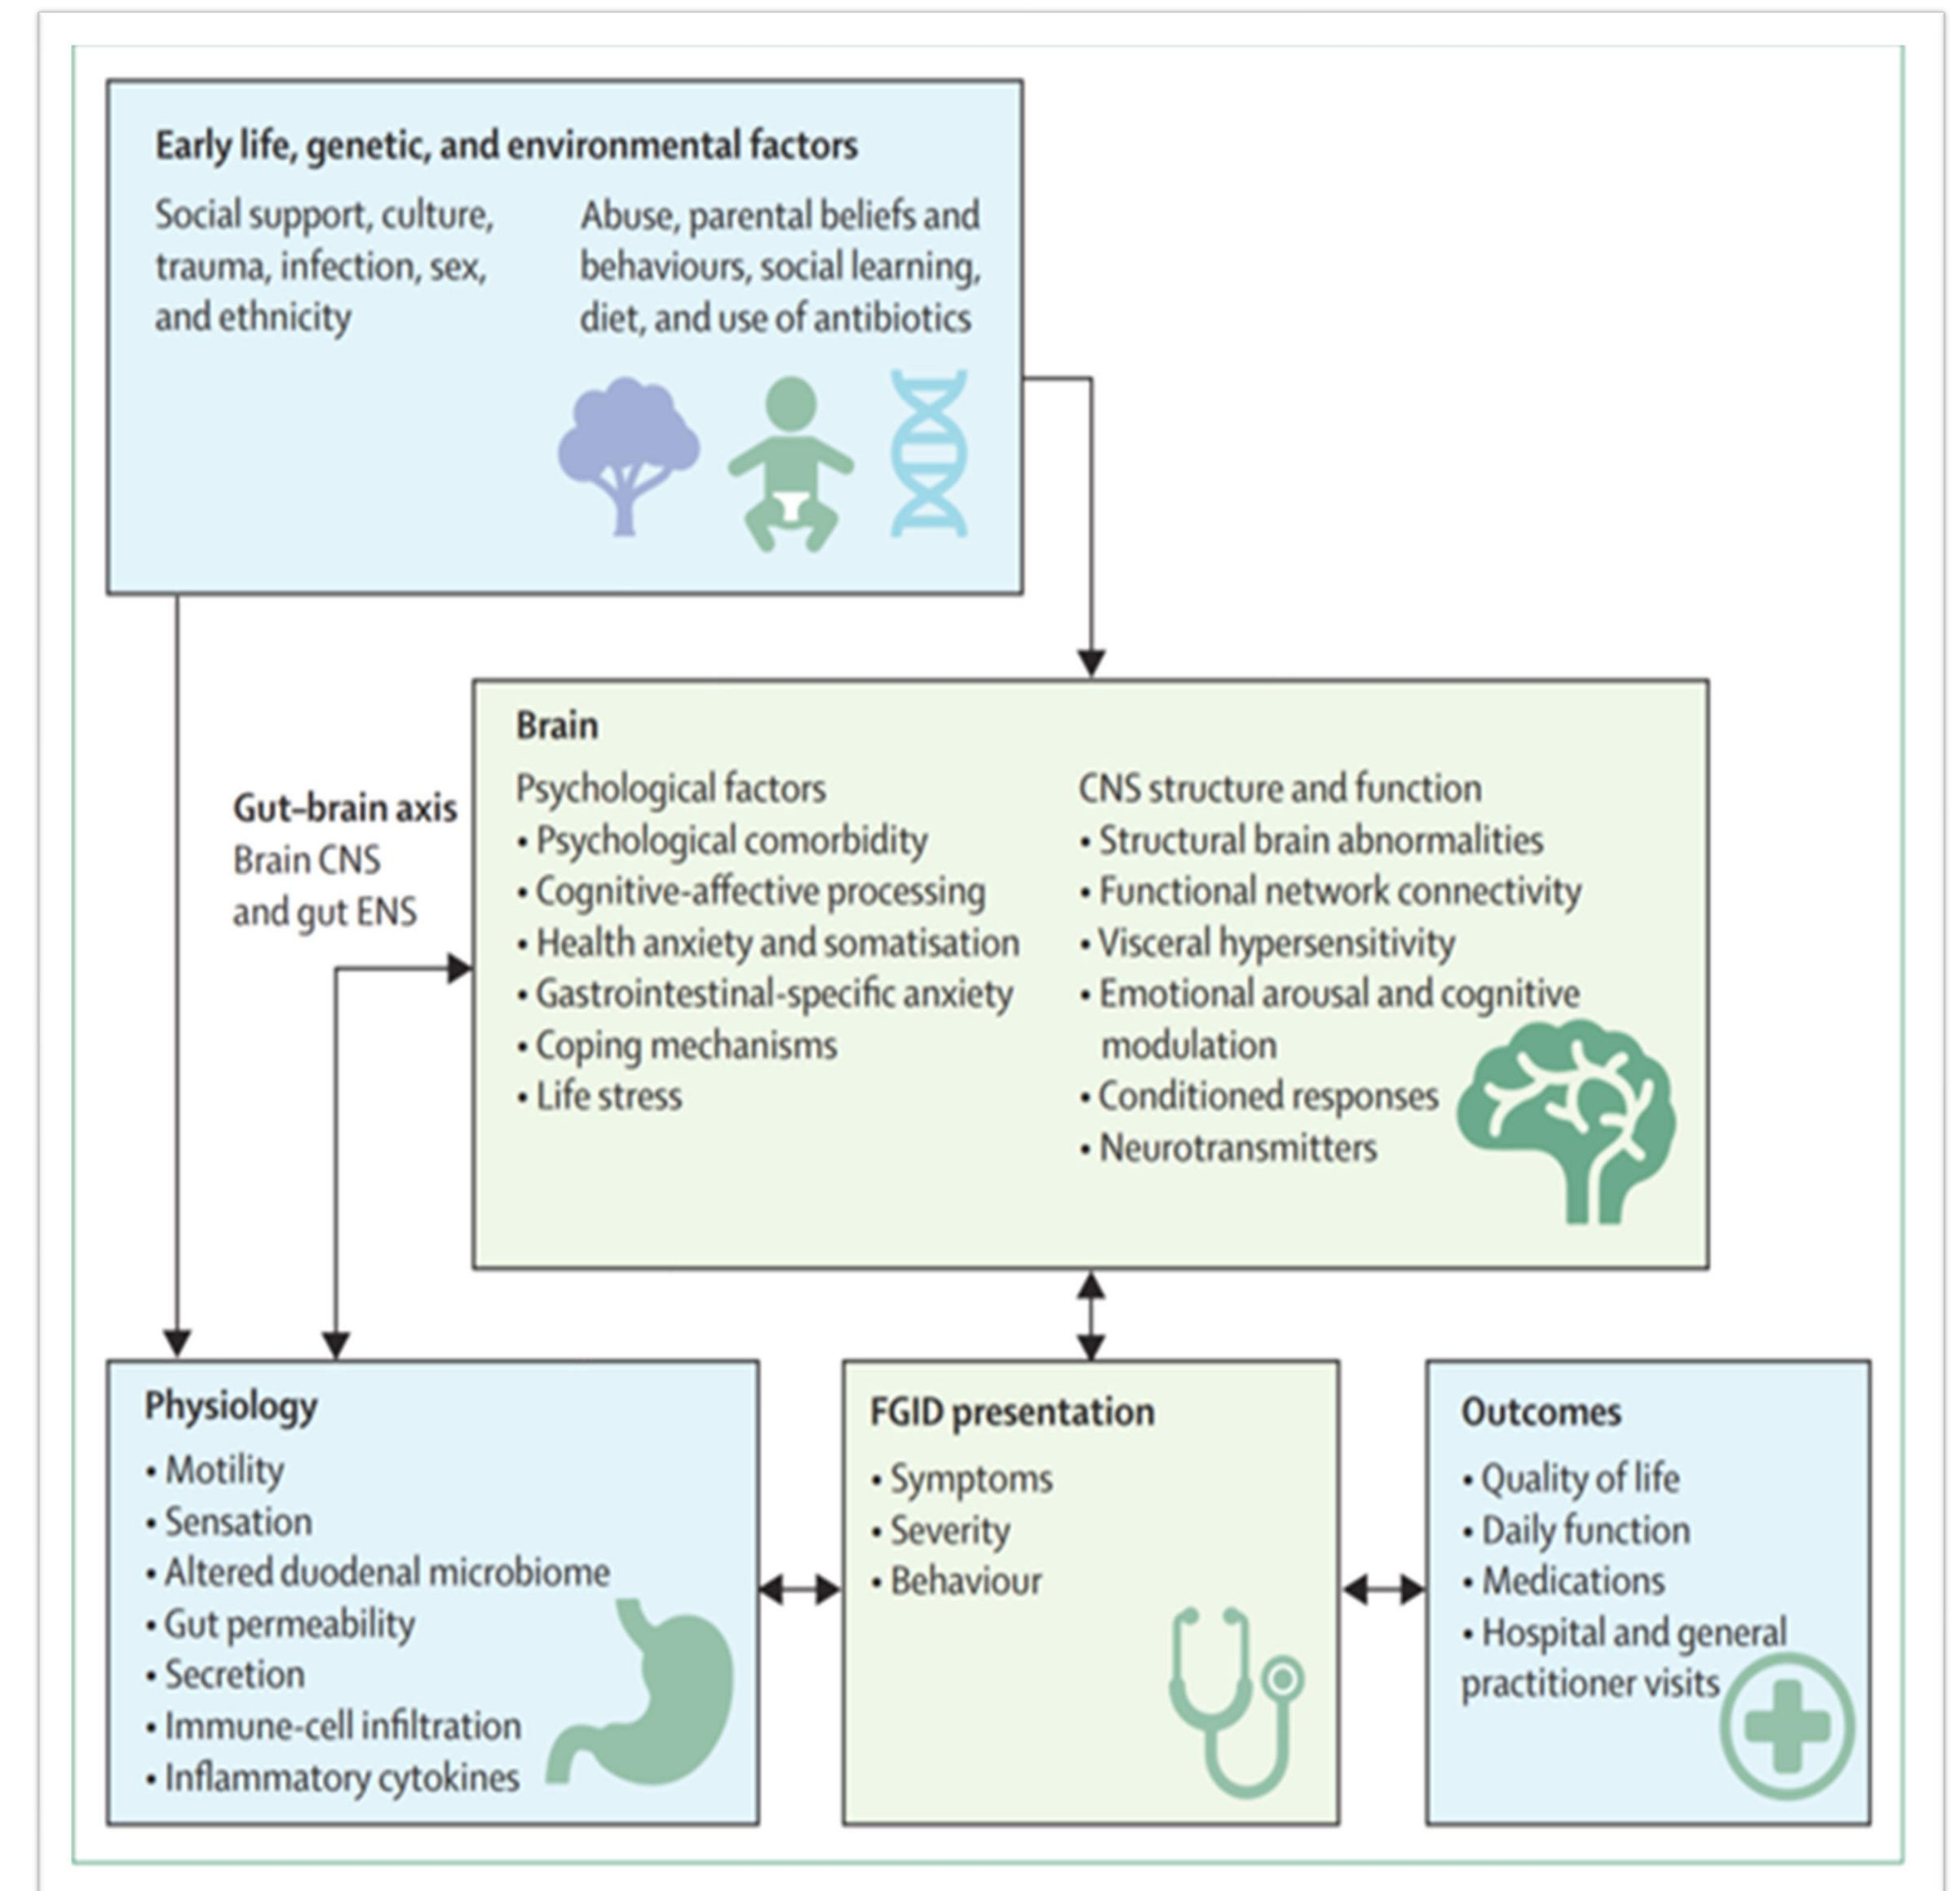 Early life, genetic, and environmental factors
Social support, culture,
trauma, infection, sex,
and ethnicity
Abuse, parental beliefs and
behaviours, social learning,
diet, and use of antibiotics
Gut–brain axis
Brain CNS
and gut ENS
Brain
Psychological factors
• Psychological comorbidity
• Cognitive-affective processing
• Health anxiety and somatisation
• Gastrointestinal-specific anxiety
• Coping mechanisms
• Life stress
CNS structure and function
• Structural brain abnormalities
• Functional network connectivity
• Visceral hypersensitivity
• Emotional arousal and cognitive
modulation
• Conditioned responses
• Neurotransmitters
Physiology
• Motility
• Sensation
• Altered duodenal microbiome
• Gut permeability
• Secretion
• Immune-cell infiltration
• Inflammatory cytokines
FGID presentation
• Symptoms
• Severity
• Behaviour
Outcomes
• Quality of life
• Daily function
• Medications
• Hospital and general
practitioner visits